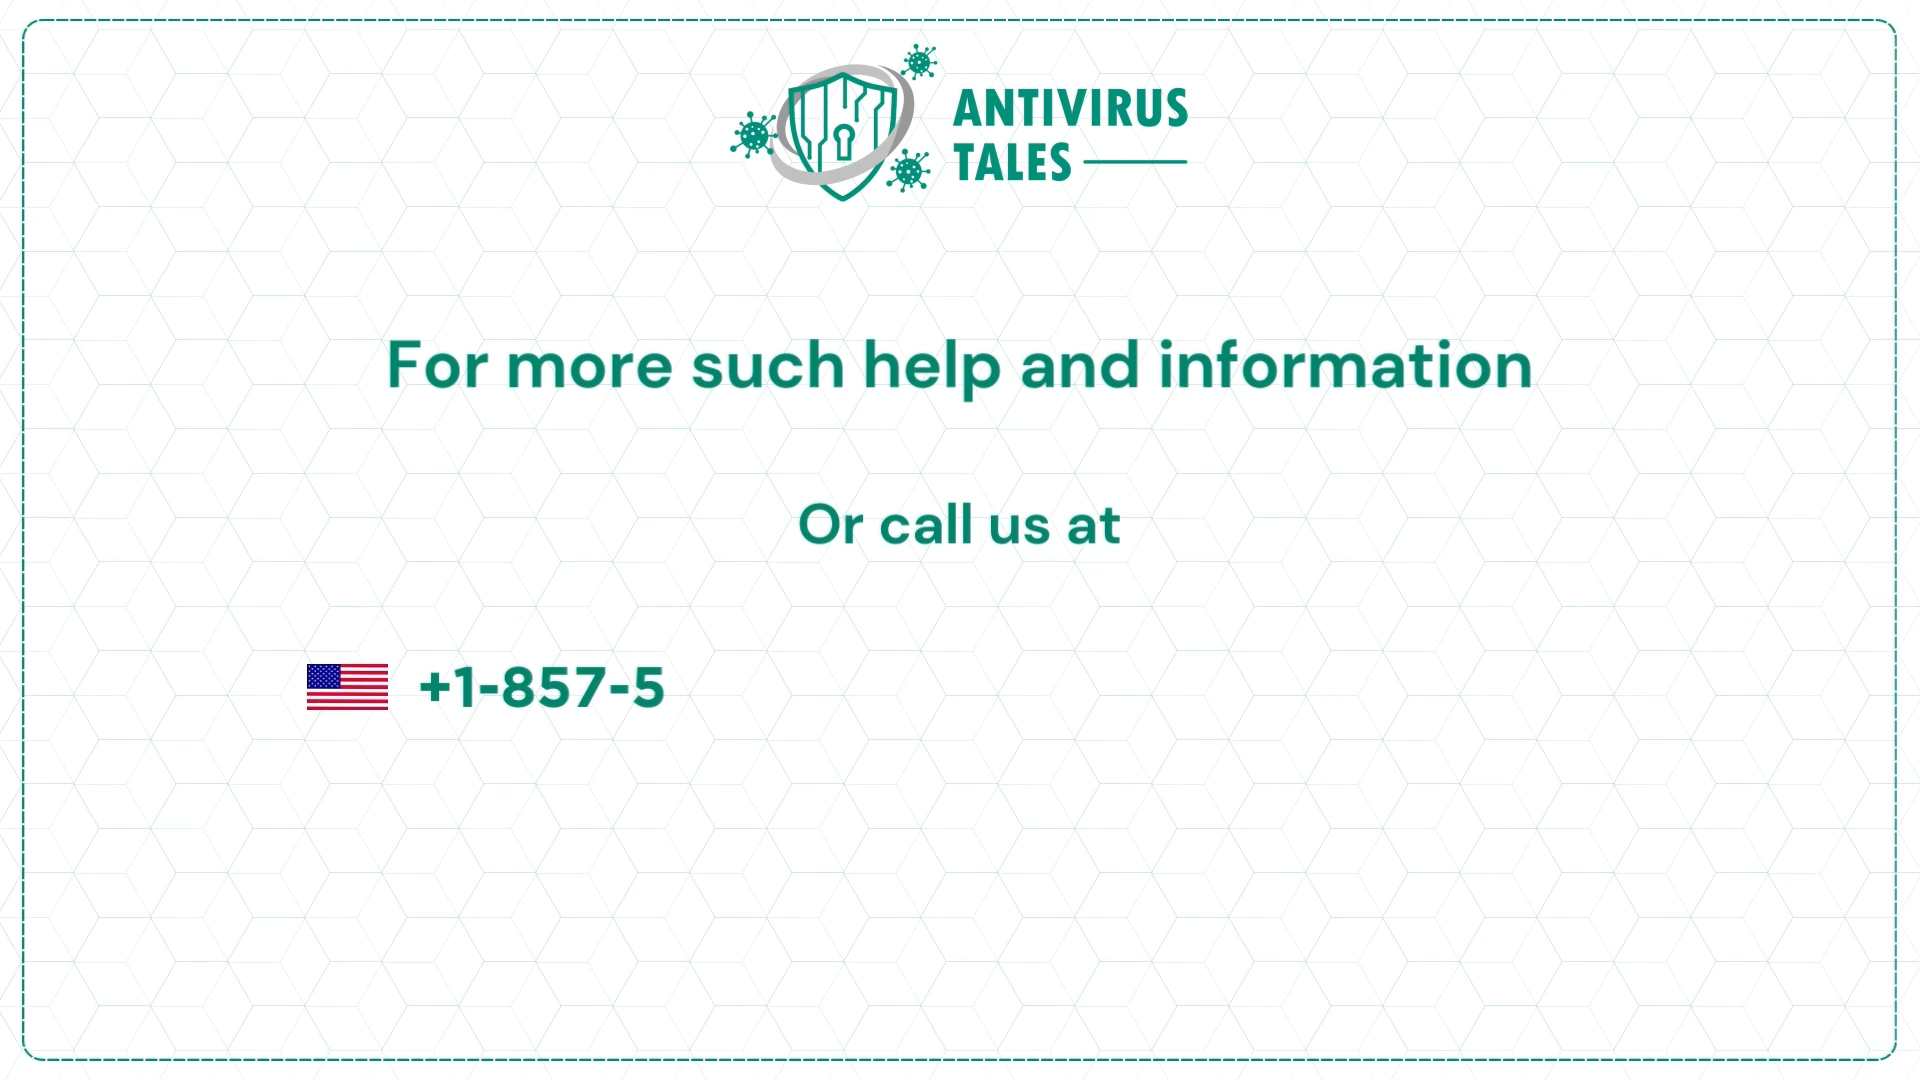 ANTIVIRUS
TALES
For more such help and information
Or call us at
+1-857-5